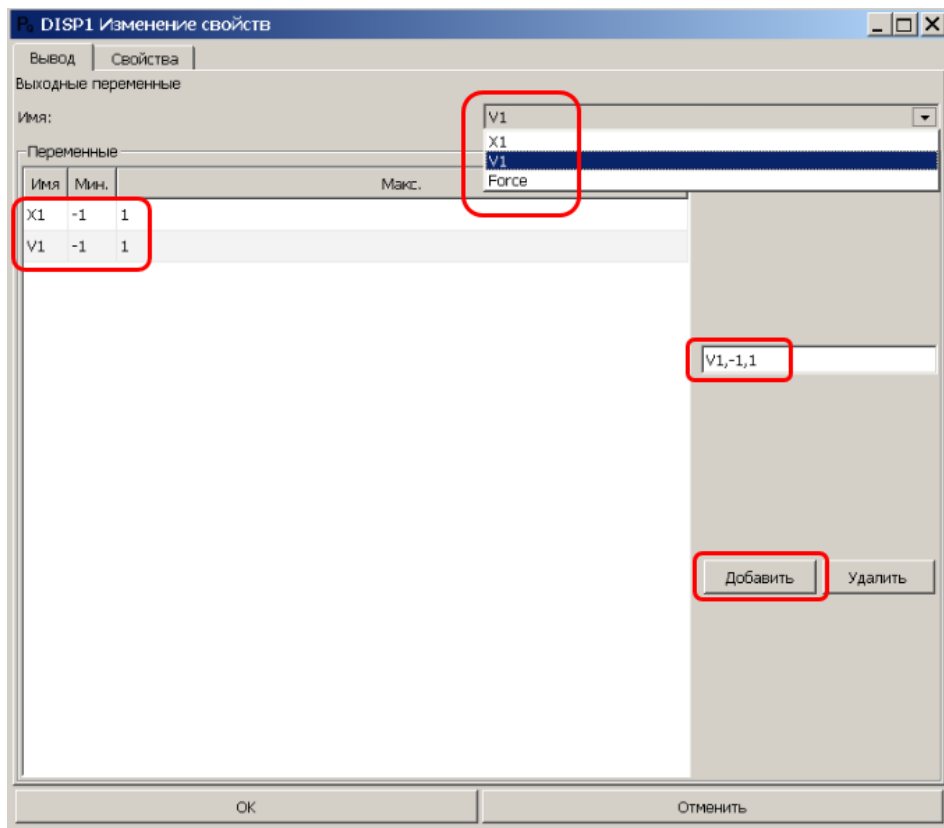 DISP1 Изменение свойств
Вывод Свойства
Выходные переменные
Имя: V1
X1
V1
Force
Переменные
Имя Мин. Макс.
X1 -1 1
V1 -1 1
V1,-1,1
Добавить Удалить
OK Отменить